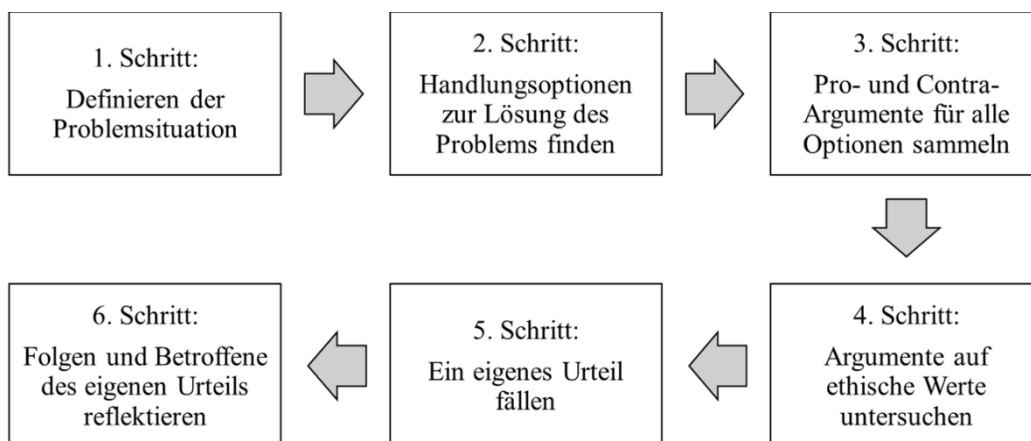 1. Schritt:
Definieren der
Problemsituation
2. Schritt:
Handlungsoptionen
zur Lösung des
Problems finden
3. Schritt:
Pro- und Contra-
Argumente für alle
Optionen sammeln
4. Schritt:
Argumente auf
ethische Werte
untersuchen
5. Schritt:
Ein eigenes Urteil
fällen
6. Schritt:
Folgen und Betroffene
des eigenen Urteils
reflektieren